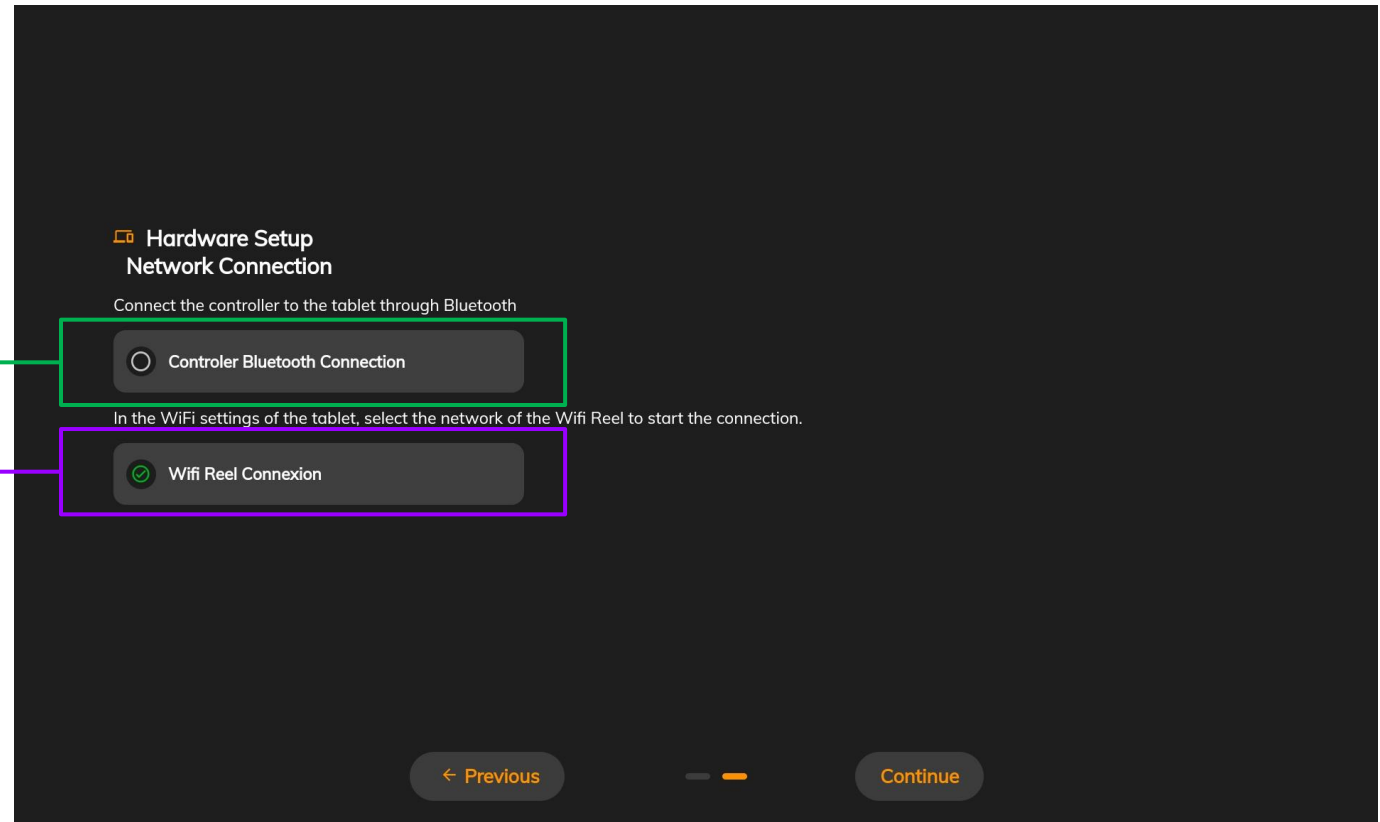 Hardware Setup
Network Connection
Connect the controller to the tablet through Bluetooth
Controler Bluetooth Connection
In the WiFi settings of the tablet, select the network of the Wifi Reel to start the connection.
Wifi Reel Connexion
← Previous
Continue